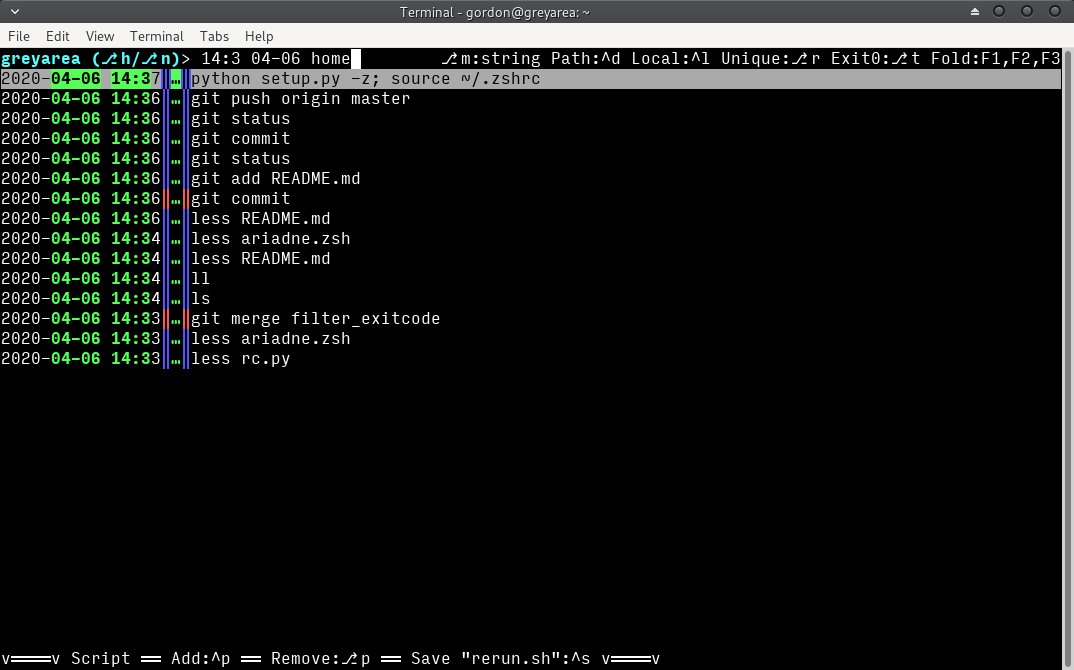 Terminal - gordon@greyarea: ~
File Edit View Terminal Tabs Help
greyarea (⎇h/⎇n)> 14:3 04-06 home ⎇m:string Path:^d Local:^l Unique:⎇r Exit0:⎇t Fold:F1,F2,F3
2020-04-06 14:37║…║python setup.py -z; source ~/.zshrc
2020-04-06 14:36║…║git push origin master
2020-04-06 14:36║…║git status
2020-04-06 14:36║…║git commit
2020-04-06 14:36║…║git status
2020-04-06 14:36║…║git add README.md
2020-04-06 14:36║…║git commit
2020-04-06 14:36║…║less README.md
2020-04-06 14:34║…║less ariadne.zsh
2020-04-06 14:34║…║less README.md
2020-04-06 14:34║…║ll
2020-04-06 14:34║…║ls
2020-04-06 14:33║…║git merge filter_exitcode
2020-04-06 14:33║…║less ariadne.zsh
2020-04-06 14:33║…║less rc.py
v════v Script ══ Add:^p ══ Remove:⎇p ══ Save "rerun.sh":^s v════v